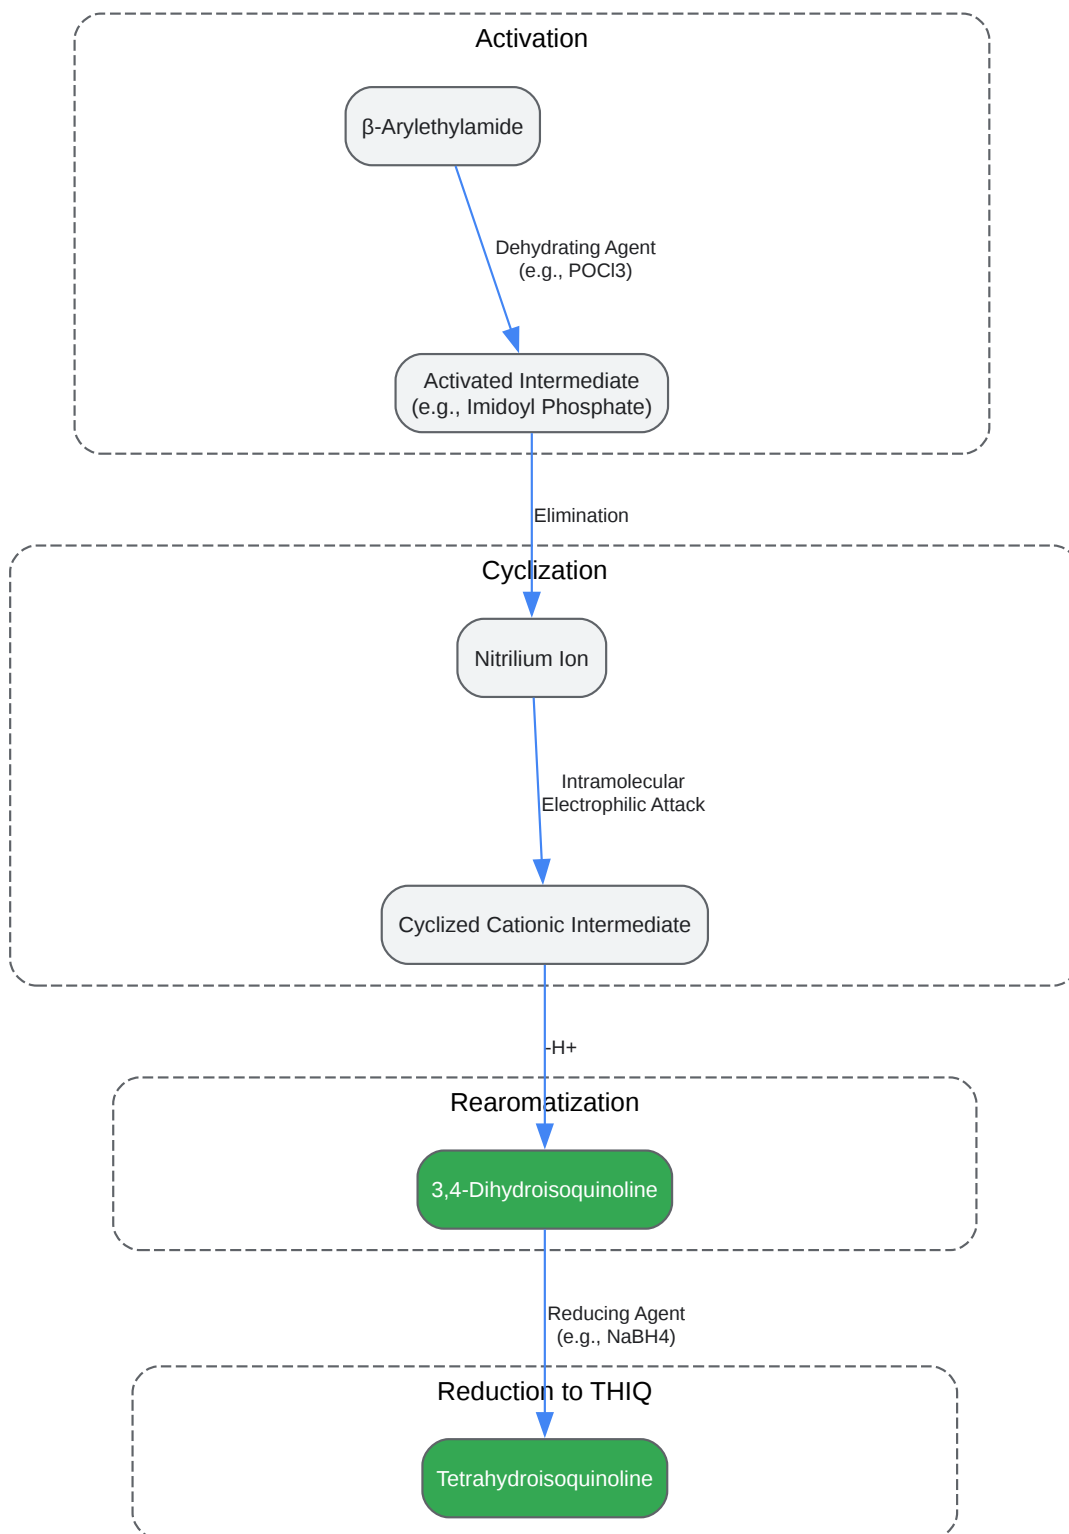 Activation
β-Arylethylamide
Dehydrating Agent
(e.g., POCl3)
Activated Intermediate
(e.g., Imidoyl Phosphate)
Elimination
Cyclization
Nitrilium Ion
Intramolecular
Electrophilic Attack
Cyclized Cationic Intermediate
-H+
Rearomatization
3,4-Dihydroisoquinoline
Reducing Agent
(e.g., NaBH4)
Reduction to THIQ
Tetrahydroisoquinoline